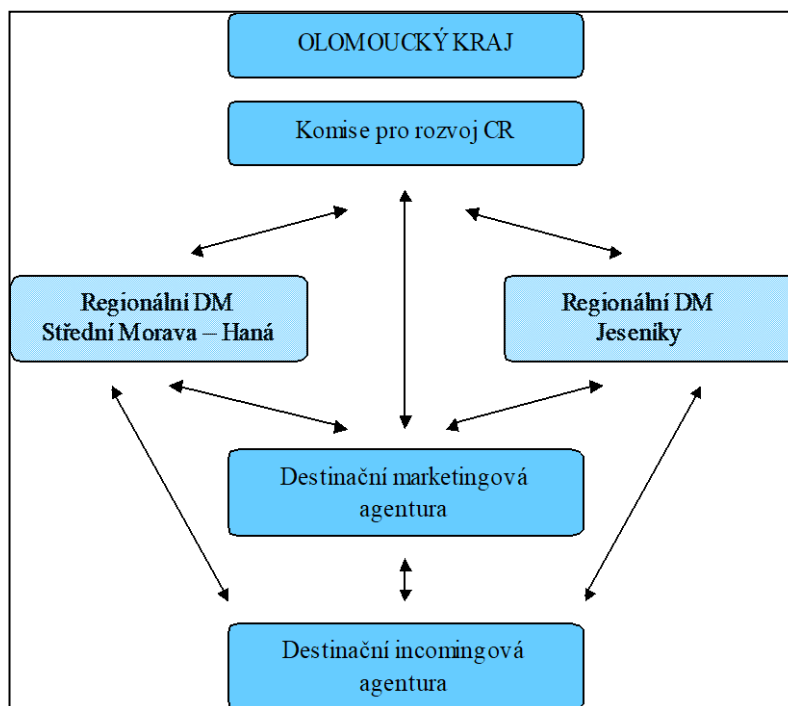 OLOMOUCKÝ KRAJ
Komise pro rozvoj CR
Regionální DM
Střední Morava – Haná
Regionální DM
Jeseníky
Destinační marketingová
agentura
Destinační incomingová
agentura